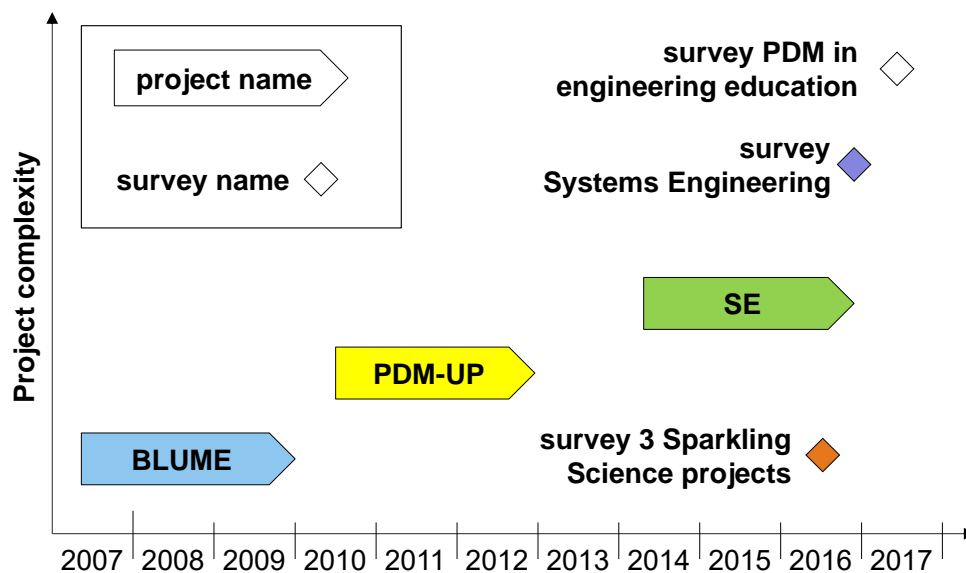 project name
survey name
survey PDM in
engineering education
survey
Systems Engineering
SE
PDM-UP
BLUME
survey 3 Sparkling
Science projects
Project complexity
2007 2008 2009 2010 2011 2012 2013 2014 2015 2016 2017